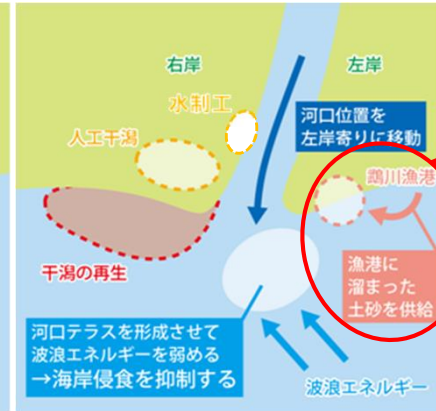 右岸
左岸
水制工
人工干潟
河口位置を
左岸寄りに移動
鵡川漁港
漁港に
溜まった
土砂を供給
干潟の再生
河口テラスを形成させて
波浪エネルギーを弱める
→海岸侵食を抑制する
波浪エネルギー